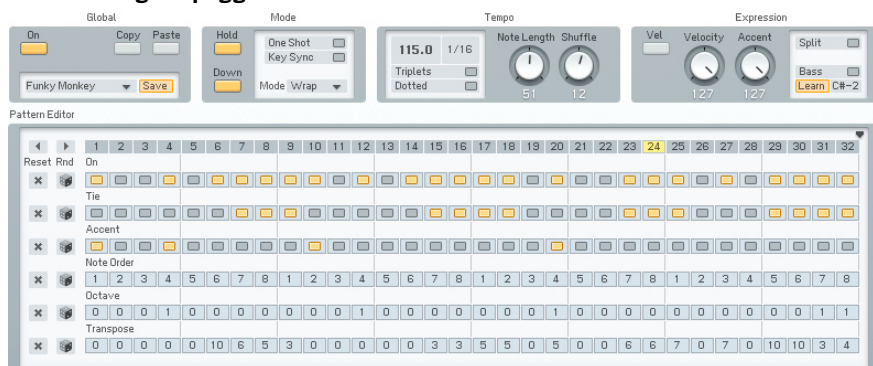 Global Mode Tempo Expression
On Copy Paste
Hold
Down
One Shot
Key Sync
Mode Wrap
115.0 1/16
Triplets
Dotted
Note Length Shuffle
51 12
Vel Velocity Accent
127 127
Split
Bass
Learn C#-2
Funky Monkey Save
Pattern Editor
1 2 3 4 5 6 7 8 9 10 11 12 13 14 15 16 17 18 19 20 21 22 23 24 25 26 27 28 29 30 31 32
Reset Rnd On
Tie
Accent
Note Order
1 2 3 4 5 6 7 8 1 2 3 4 5 6 7 8 1 2 3 4 5 6 7 8 1 2 3 4 5 6 7 8
Octave
0 0 0 1 0 0 0 0 0 0 0 1 0 0 0 0 0 0 0 1 0 0 0 0 0 0 0 0 0 0 1 1
Transpose
0 0 0 0 0 10 6 5 3 0 0 0 0 3 3 5 5 0 5 0 0 6 6 7 0 7 0 10 10 3 4